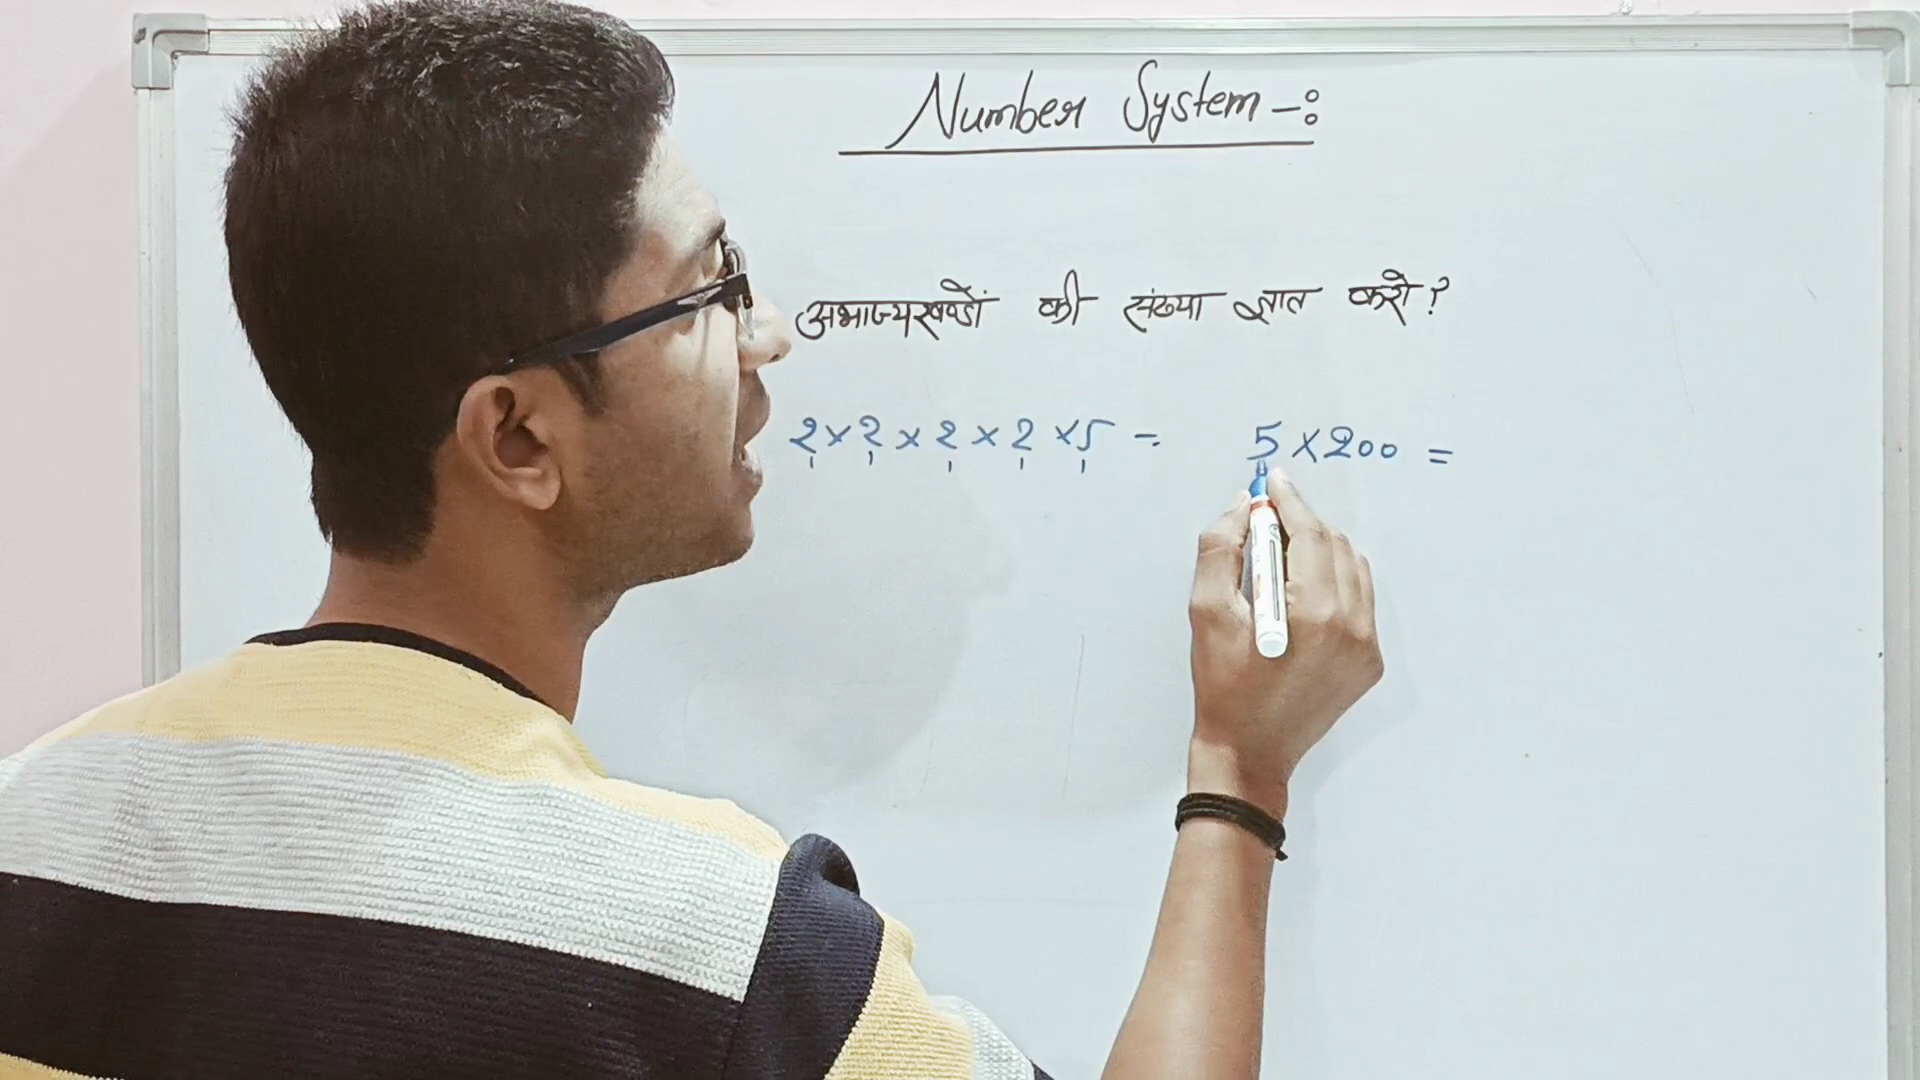 Number System -:
अभाज्यखण्डों की संख्या ज्ञात करो ?
2 × 2 × 2 × 2 × 5 = 5 × 200 =